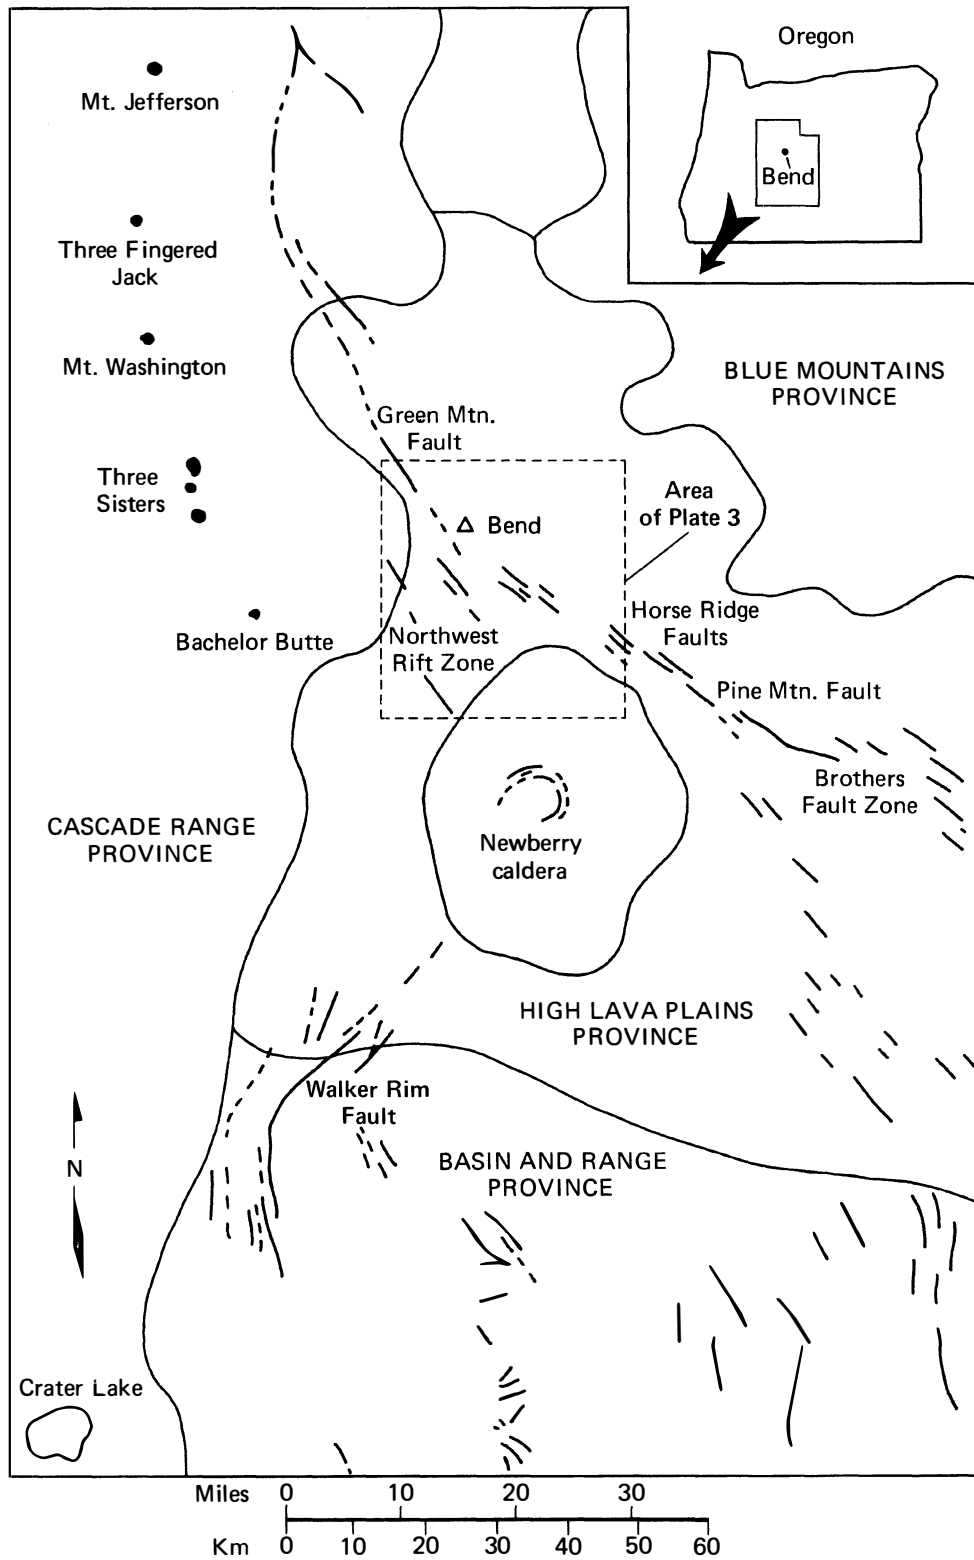 Oregon
Bend
Mt. Jefferson
Three Fingered
Jack
Mt. Washington
BLUE MOUNTAINS
PROVINCE
Green Mtn.
Fault
Three
Sisters
Area
of Plate 3
Bend
Horse Ridge
Faults
Bachelor Butte
Northwest
Rift Zone
Pine Mtn. Fault
Brothers
Fault Zone
CASCADE RANGE
PROVINCE
Newberry
caldera
HIGH LAVA PLAINS
PROVINCE
Walker Rim
Fault
N
BASIN AND RANGE
PROVINCE
Crater Lake
Miles 0 10 20 30
Km 0 10 20 30 40 50 60